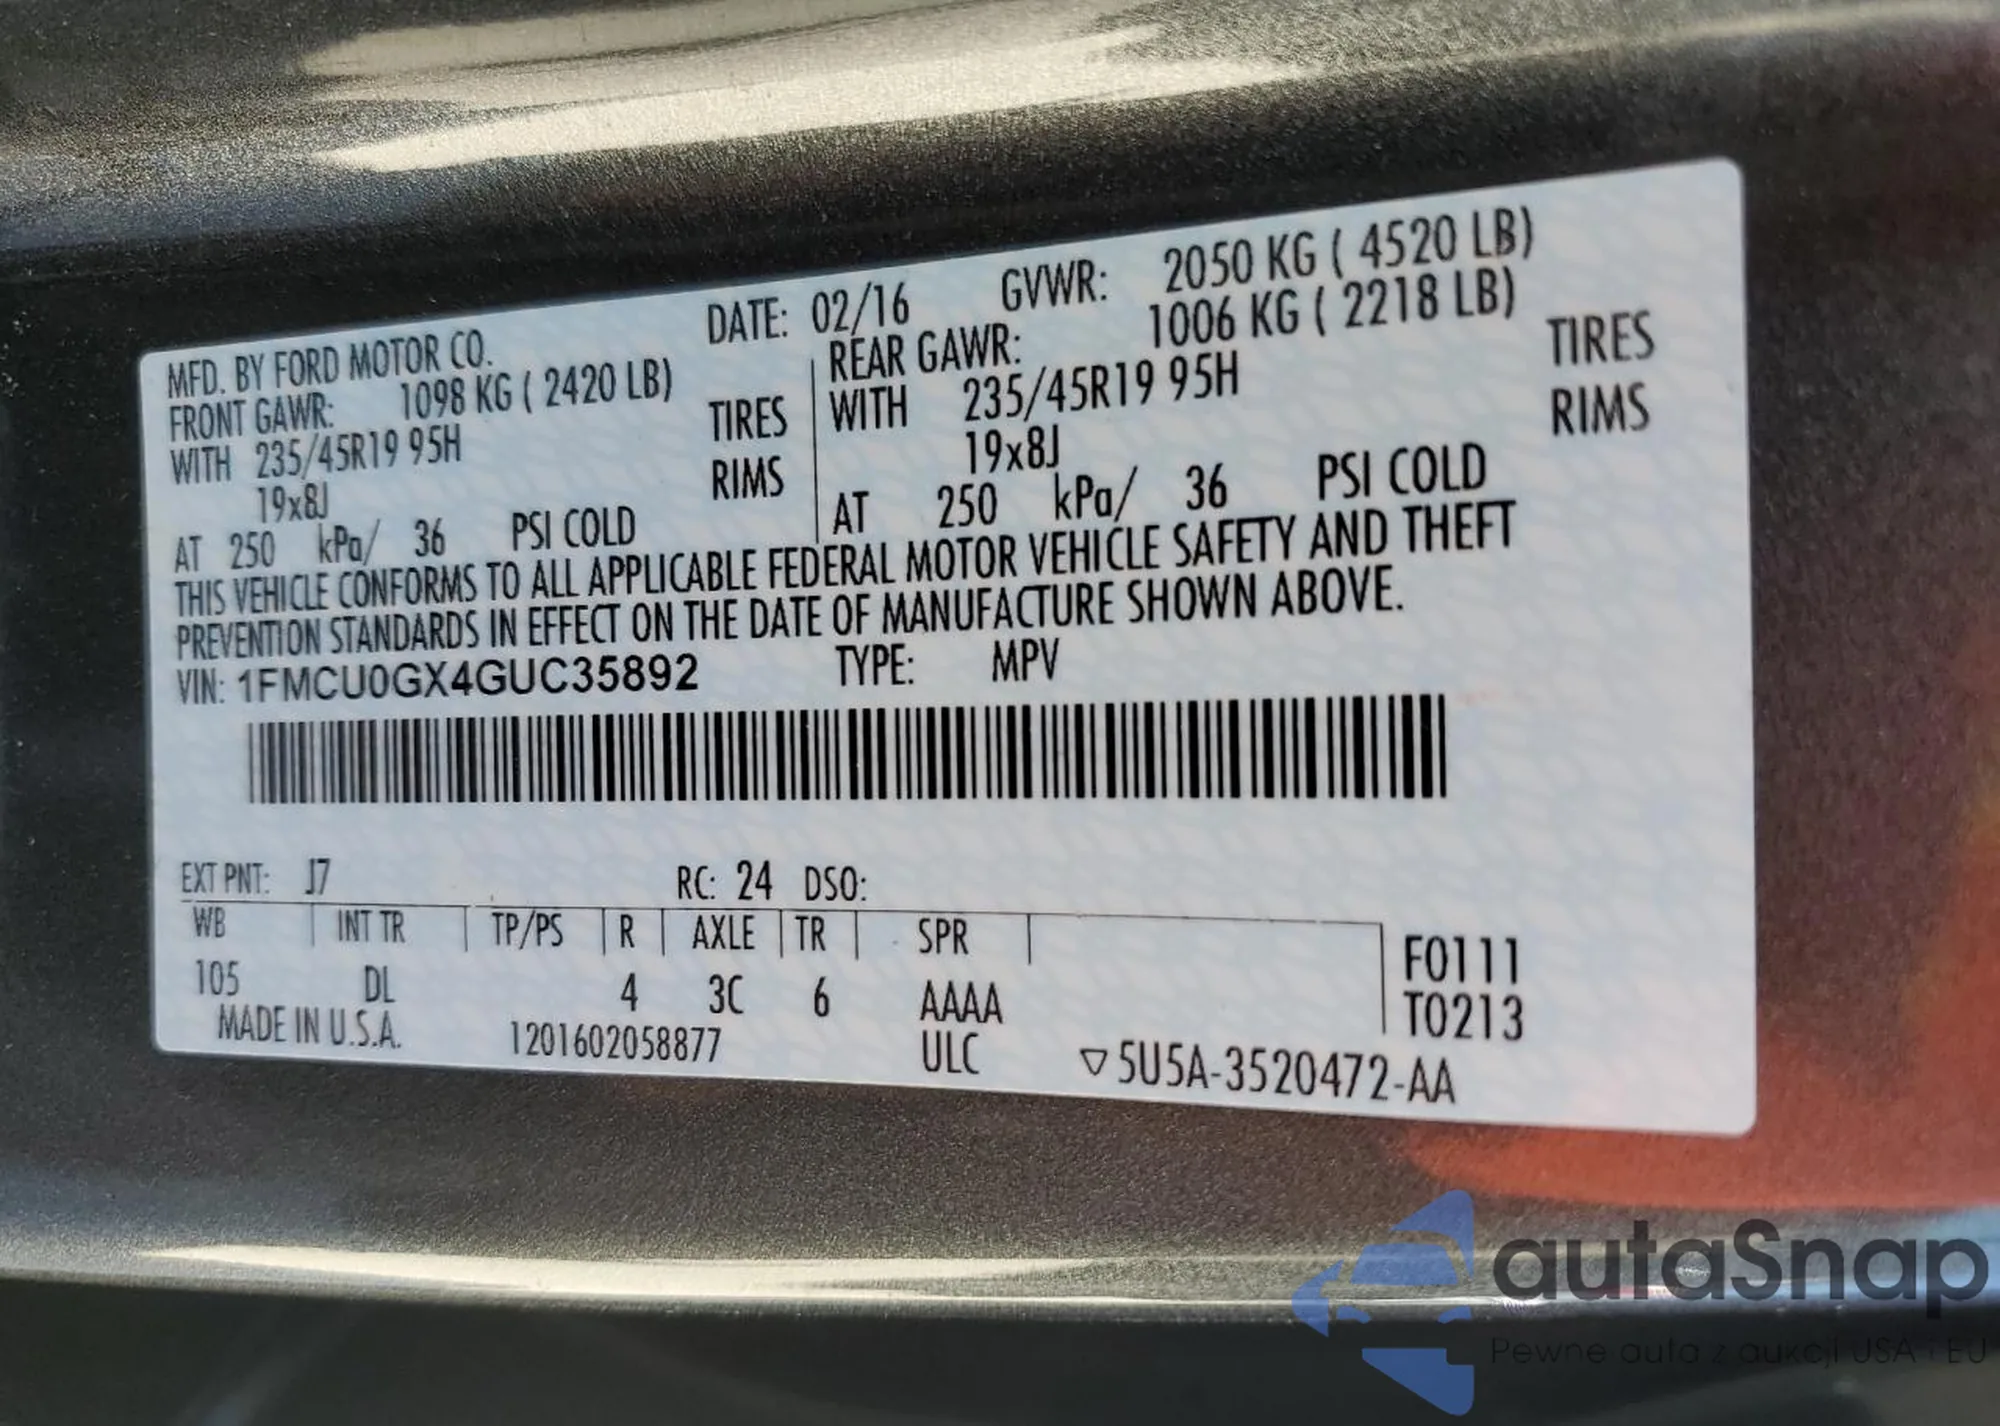 MFD. BY FORD MOTOR CO. DATE: 02/16 GVWR: 2050 KG ( 4520 LB)
FRONT GAWR: 1098 KG ( 2420 LB) REAR GAWR: 1006 KG ( 2218 LB)
WITH 235/45R19 95H TIRES WITH 235/45R19 95H TIRES
19x8J RIMS 19x8J RIMS
AT 250 kPa/ 36 PSI COLD AT 250 kPa/ 36 PSI COLD
THIS VEHICLE CONFORMS TO ALL APPLICABLE FEDERAL MOTOR VEHICLE SAFETY AND THEFT
PREVENTION STANDARDS IN EFFECT ON THE DATE OF MANUFACTURE SHOWN ABOVE.
VIN: 1FMCU0GX4GUC35892 TYPE: MPV
EXT PNT: J7 RC: 24 DSO:
WB INT TR TP/PS R AXLE TR SPR F0111
105 DL 4 3C 6 AAAA T0213
MADE IN U.S.A. 1201602058877 ULC ▽5U5A-3520472-AA
autaSnap
Pewne auta z aukcji USA i EU